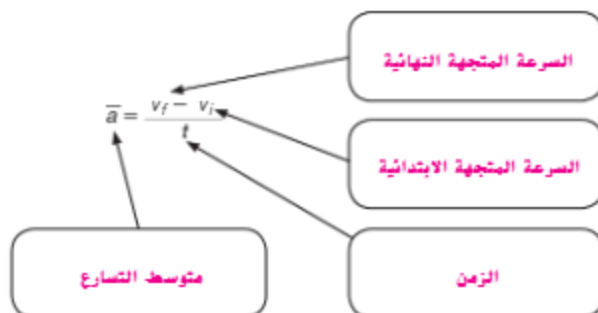 السرعة المتجهة النهائية
a̅ = (v_f − v_i) / t
السرعة المتجهة الابتدائية
متوسط التسارع
الزمن